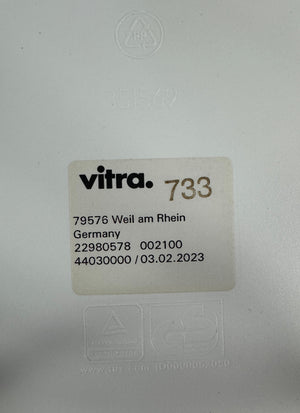 vitra. 733
79576 Weil am Rhein
Germany
22980578 002100
44030000 / 03.02.2023